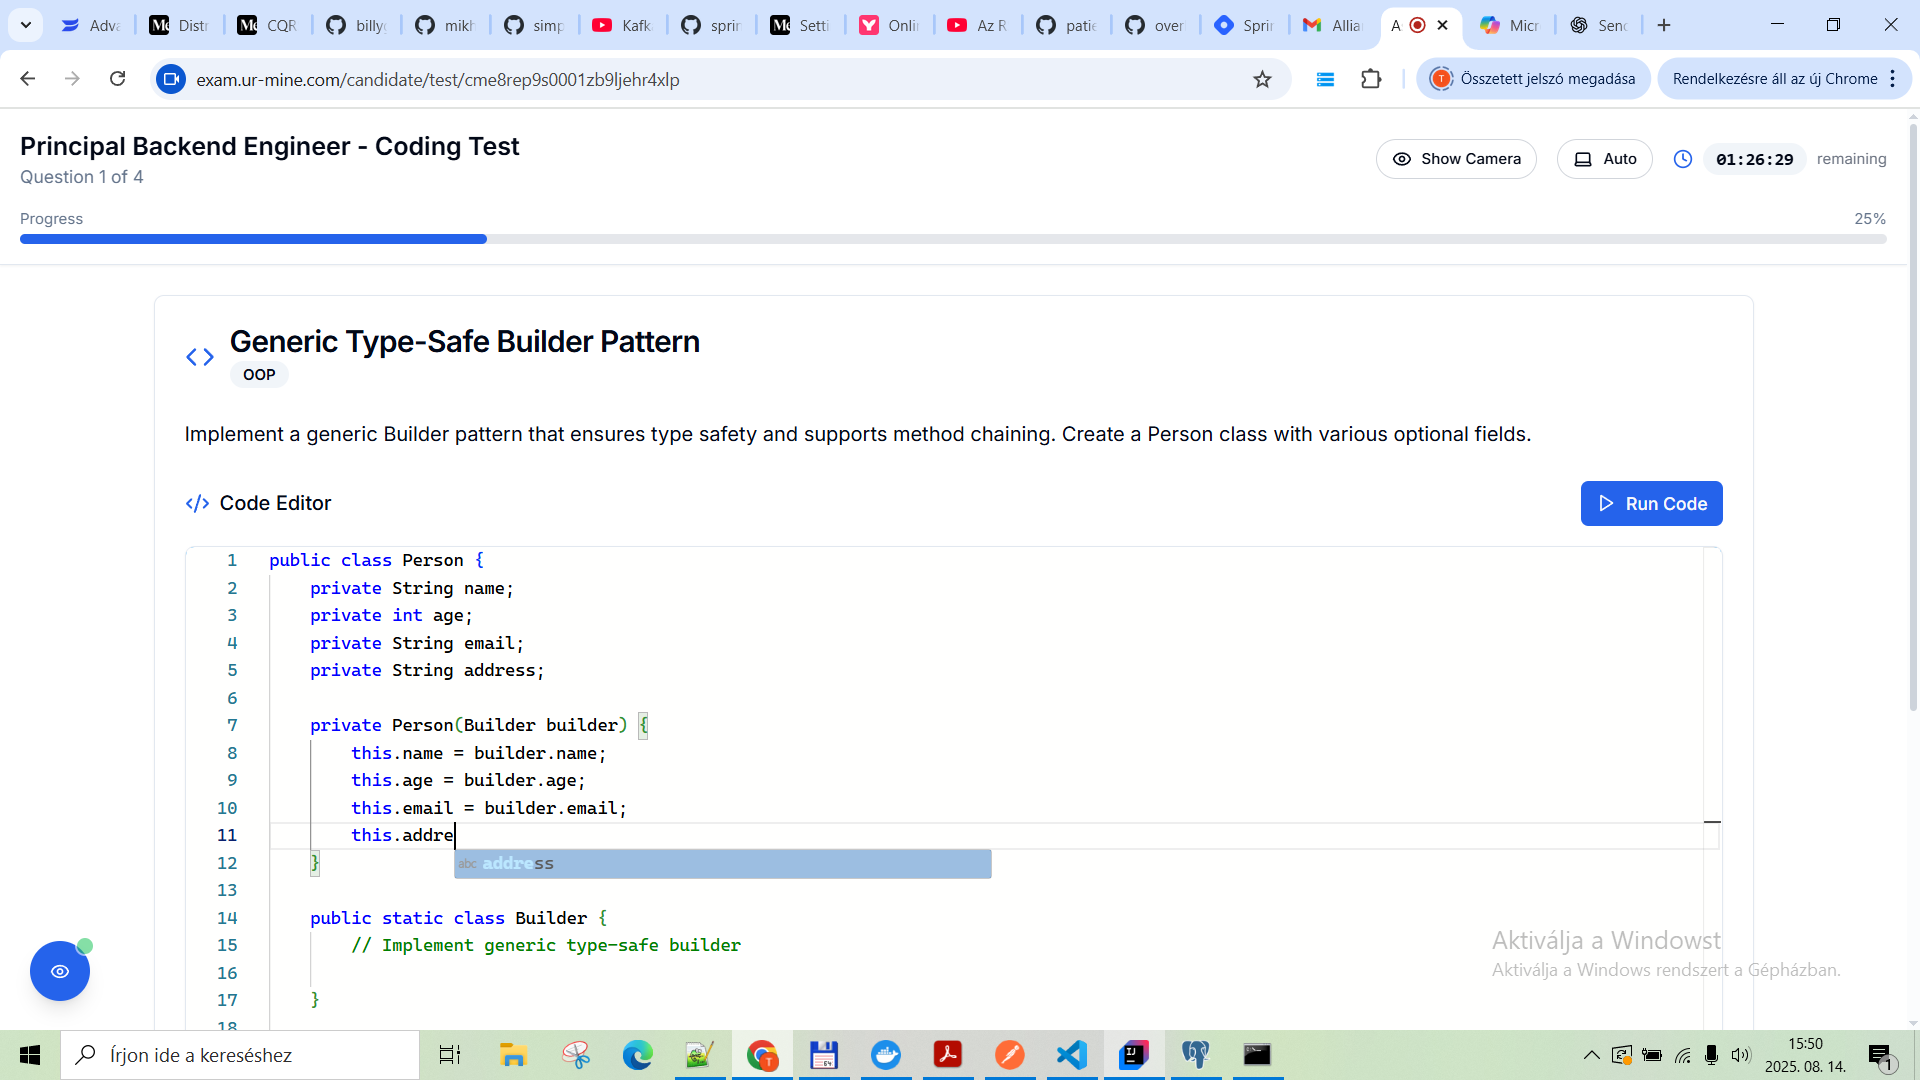 Adva
Distr
CQR
billyg
mikh
simp
Kafk
sprin
Setti
Onli
Az R
patie
over
Sprin
Allia
A
Micr
Send
exam.ur-mine.com/candidate/test/cme8rep9s0001zb9ljehr4xlp
T
Összetett jelszó megadása
Rendelkezésre áll az új Chrome
Principal Backend Engineer - Coding Test
Question 1 of 4
Show Camera
Auto
01:26:29 remaining
Progress
25%
Generic Type-Safe Builder Pattern
OOP
Implement a generic Builder pattern that ensures type safety and supports method chaining. Create a Person class with various optional fields.
</> Code Editor
Run Code
1 public class Person {
2 private String name;
3 private int age;
4 private String email;
5 private String address;
6
7 private Person(Builder builder) {
8 this.name = builder.name;
9 this.age = builder.age;
10 this.email = builder.email;
11 this.addre
abc address
12 }
13
14 public static class Builder {
15 // Implement generic type-safe builder
16
17 }
18
Aktiválja a Windowst
Aktiválja a Windows rendszert a Gépházban.
Írjon ide a kereséshez
15:50
2025. 08. 14.
1